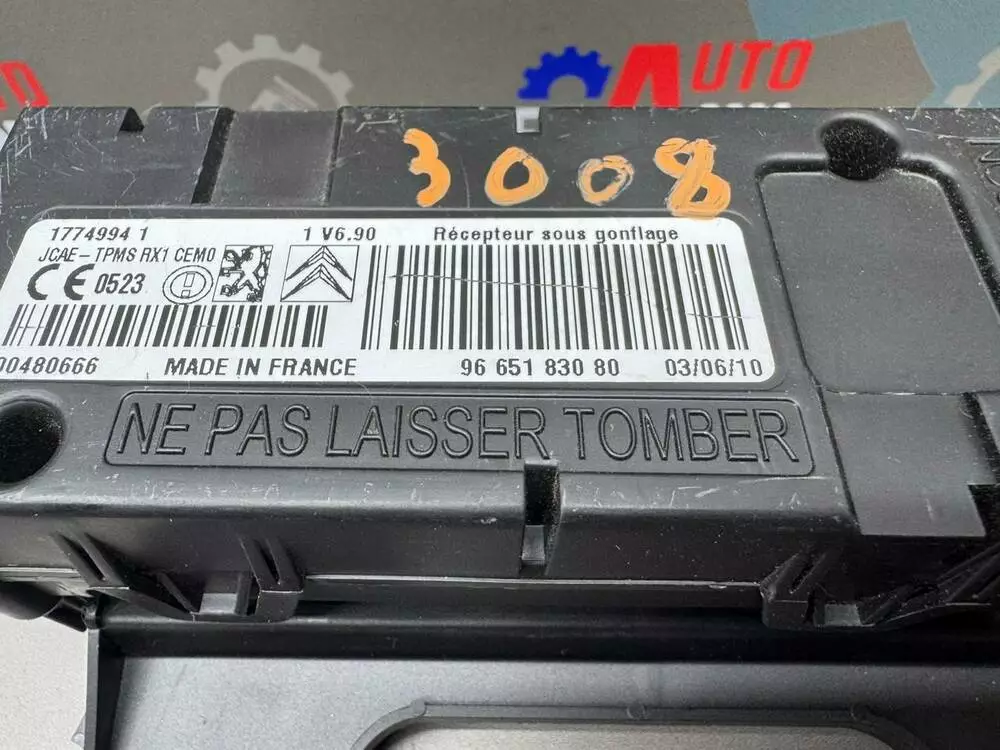 AUTO
3008
1774994 1
1 V6.90
Récepteur sous gonflage
JCAE-TPMS RX1 CEM0
CE 0523
00480666
MADE IN FRANCE
96 651 830 80
03/06/10
NE PAS LAISSER TOMBER